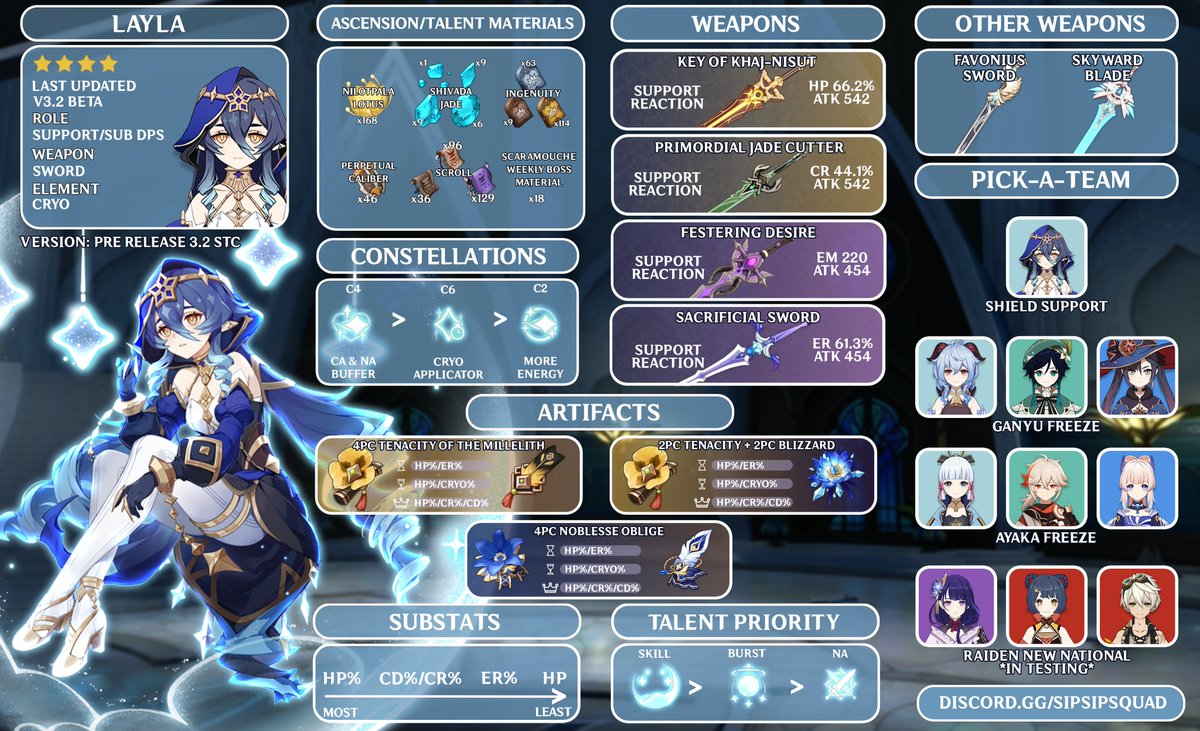 LAYLA
LAST UPDATED
V3.2 BETA
ROLE
SUPPORT/SUB DPS
WEAPON
SWORD
ELEMENT
CRYO
VERSION: PRE RELEASE 3.2 STC
ASCENSION/TALENT MATERIALS
NILOTPALA
LOTUS
x168
x1
x9
SHIVADA
JADE
x9
x6
x63
INGENUITY
x9
x114
PERPETUAL
CALIBER
x46
x96
SCROLL
x36
x129
SCARAMOUCHE
WEEKLY BOSS
MATERIAL
x18
CONSTELLATIONS
C4
C6
C2
> >
CA & NA
BUFFER
CRYO
APPLICATOR
MORE
ENERGY
WEAPONS
KEY OF KHAJ-NISUT
SUPPORT
REACTION
HP 66.2%
ATK 542
PRIMORDIAL JADE CUTTER
SUPPORT
REACTION
CR 44.1%
ATK 542
FESTERING DESIRE
SUPPORT
REACTION
EM 220
ATK 454
SACRIFICIAL SWORD
SUPPORT
REACTION
ER 61.3%
ATK 454
ARTIFACTS
4PC TENACITY OF THE MILLELITH
HP%/ER%
HP%/CRYO%
HP%/CR%/CD%
2PC TENACITY + 2PC BLIZZARD
HP%/ER%
HP%/CRYO%
HP%/CR%/CD%
4PC NOBLESSE OBLIGE
HP%/ER%
HP%/CRYO%
HP%/CR%/CD%
SUBSTATS
HP% CD%/CR% ER% HP
MOST LEAST
TALENT PRIORITY
SKILL BURST NA
> >
OTHER WEAPONS
FAVONIUS
SWORD
SKYWARD
BLADE
PICK-A-TEAM
SHIELD SUPPORT
GANYU FREEZE
AYAKA FREEZE
RAIDEN NEW NATIONAL
*IN TESTING*
DISCORD.GG/SIPSIPSQUAD